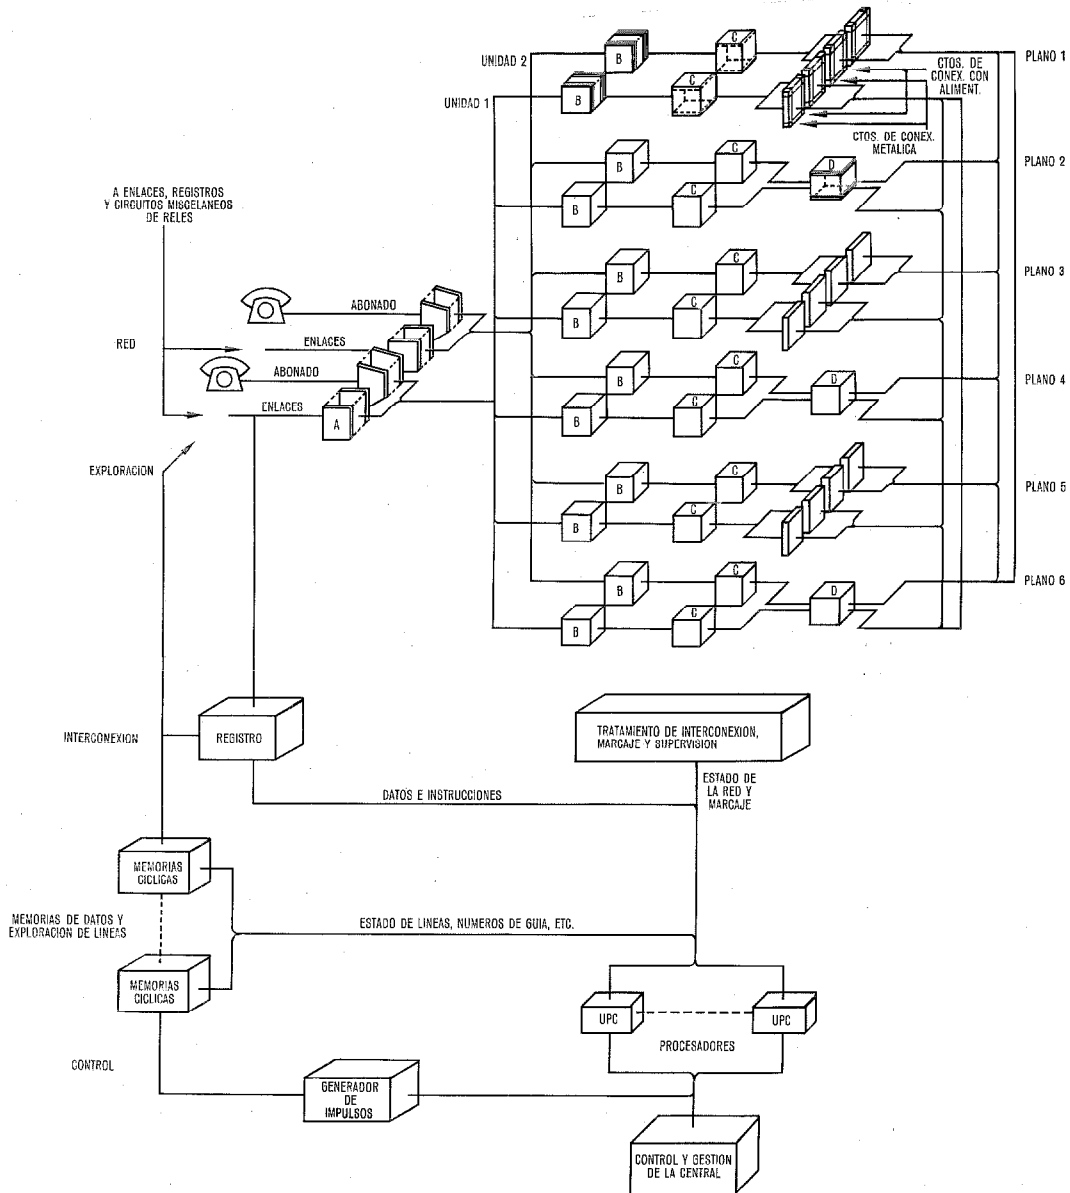 UNIDAD 2
B
C
PLANO 1
CTOS. DE
CONEX. CON
ALIMENT.
UNIDAD 1
B
C
CTOS. DE CONEX.
METALICA
B
C
D
PLANO 2
B
C
A ENLACES, REGISTROS
Y CIRCUITOS MISCELANEOS
DE RELES
B
C
PLANO 3
B
C
ABONADO
RED
ENLACES
ABONADO
B
C
D
PLANO 4
B
C
ENLACES
A
EXPLORACION
B
C
PLANO 5
B
C
B
C
D
PLANO 6
B
C
INTERCONEXION
REGISTRO
TRATAMIENTO DE INTERCONEXION,
MARCAJE Y SUPERVISION
ESTADO DE
LA RED Y
MARCAJE
DATOS E INSTRUCCIONES
MEMORIAS
CICLICAS
MEMORIAS DE DATOS Y
EXPLORACION DE LINEAS
ESTADO DE LINEAS, NUMEROS DE GUIA, ETC.
MEMORIAS
CICLICAS
UPC
UPC
PROCESADORES
CONTROL
GENERADOR
DE
IMPULSOS
CONTROL Y GESTION
DE LA CENTRAL